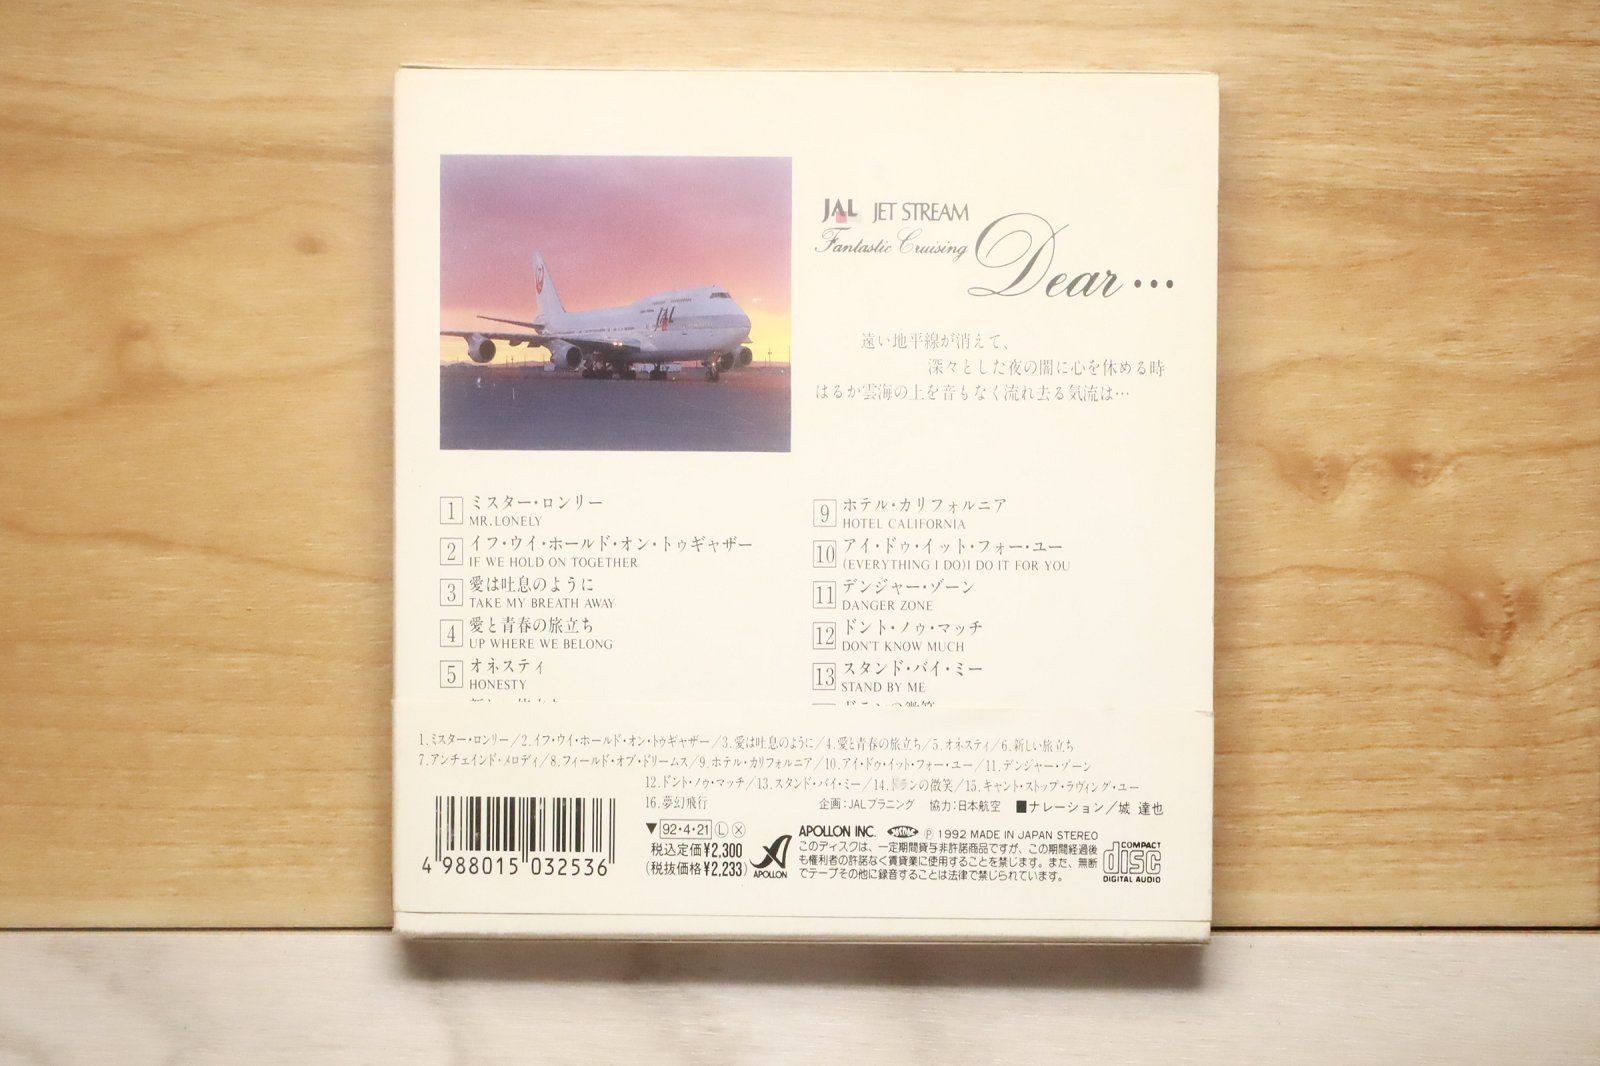 JAL JET STREAM
Fantastic Cruising
Dear…
遠い地平線が消えて、
深々とした夜の闇に心を休める時
はるか雲海の上を音もなく流れ去る気流は…
JAL
1 ミスター・ロンリー
MR.LONELY
2 イフ・ウイ・ホールド・オン・トゥギャザー
IF WE HOLD ON TOGETHER
3 愛は吐息のように
TAKE MY BREATH AWAY
4 愛と青春の旅立ち
UP WHERE WE BELONG
5 オネスティ
HONESTY
9 ホテル・カリフォルニア
HOTEL CALIFORNIA
10 アイ・ドゥ・イット・フォー・ユー
(EVERYTHING I DO)I DO IT FOR YOU
11 デンジャー・ゾーン
DANGER ZONE
12 ドント・ノゥ・マッチ
DON'T KNOW MUCH
13 スタンド・バイ・ミー
STAND BY ME
1.ミスター・ロンリー/2.イフ・ウイ・ホールド・オン・トゥギャザー/3.愛は吐息のように/4.愛と青春の旅立ち/5.オネスティ/6.新しい旅立ち
7.アンチェインド・メロディ/8.フィールド・オブ・ドリームス/9.ホテル・カリフォルニア/10.アイ・ドゥ・イット・フォー・ユー/11.デンジャー・ゾーン
12.ドント・ノゥ・マッチ/13.スタンド・バイ・ミー/14.ドランの微笑/15.キャント・ストップ・ラヴィング・ユー
16.夢幻飛行 企画:JALプラニング 協力:日本航空 ■ナレーション/城 達也
4 988015 032536
▼92・4・21 Ⓛ Ⓧ
税込定価¥2,300
(税抜価格¥2,233)
APOLLON
APOLLON INC. ℗ 1992 MADE IN JAPAN STEREO
このディスクは、一定期間貸与非許諾商品ですが、この期間経過後
も権利者の許諾なく賃貸業に使用することを禁じます。また、無断
でテープその他に録音することは法律で禁じられています。
COMPACT
disc
DIGITAL AUDIO